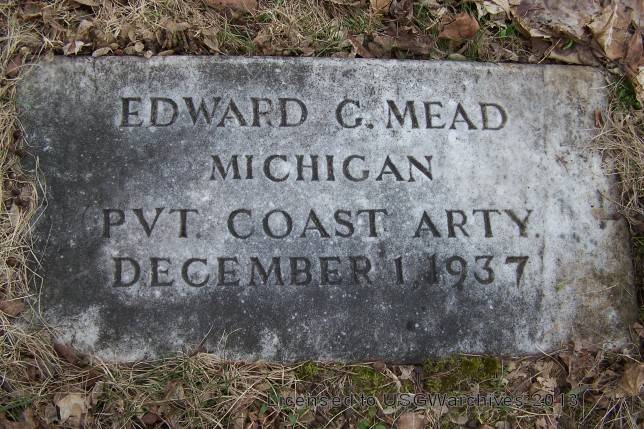 EDWARD G. MEAD
MICHIGAN
PVT. COAST ARTY.
DECEMBER 1, 1937
Licensed to USGWarchives 2013